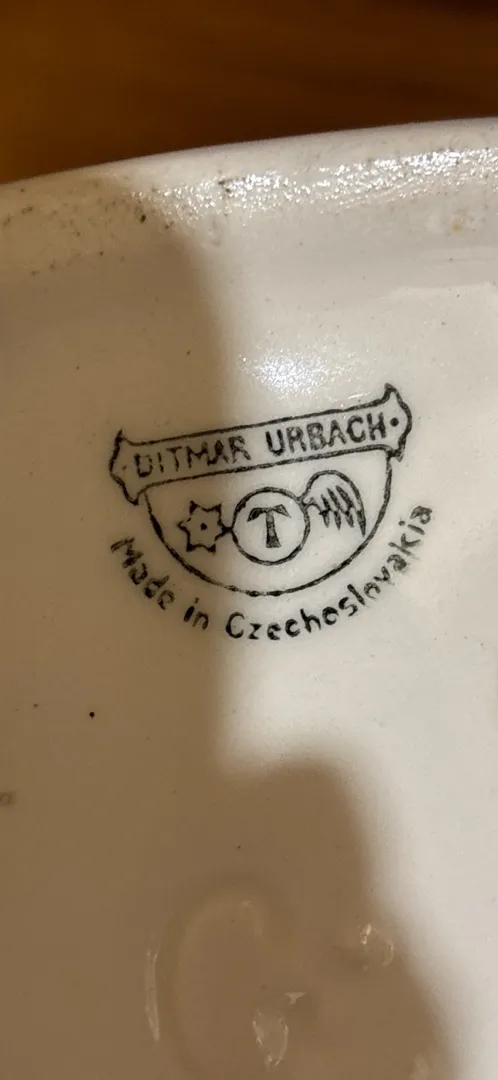 ·DITMAR URBACH·
T
Made in Czechoslovakia